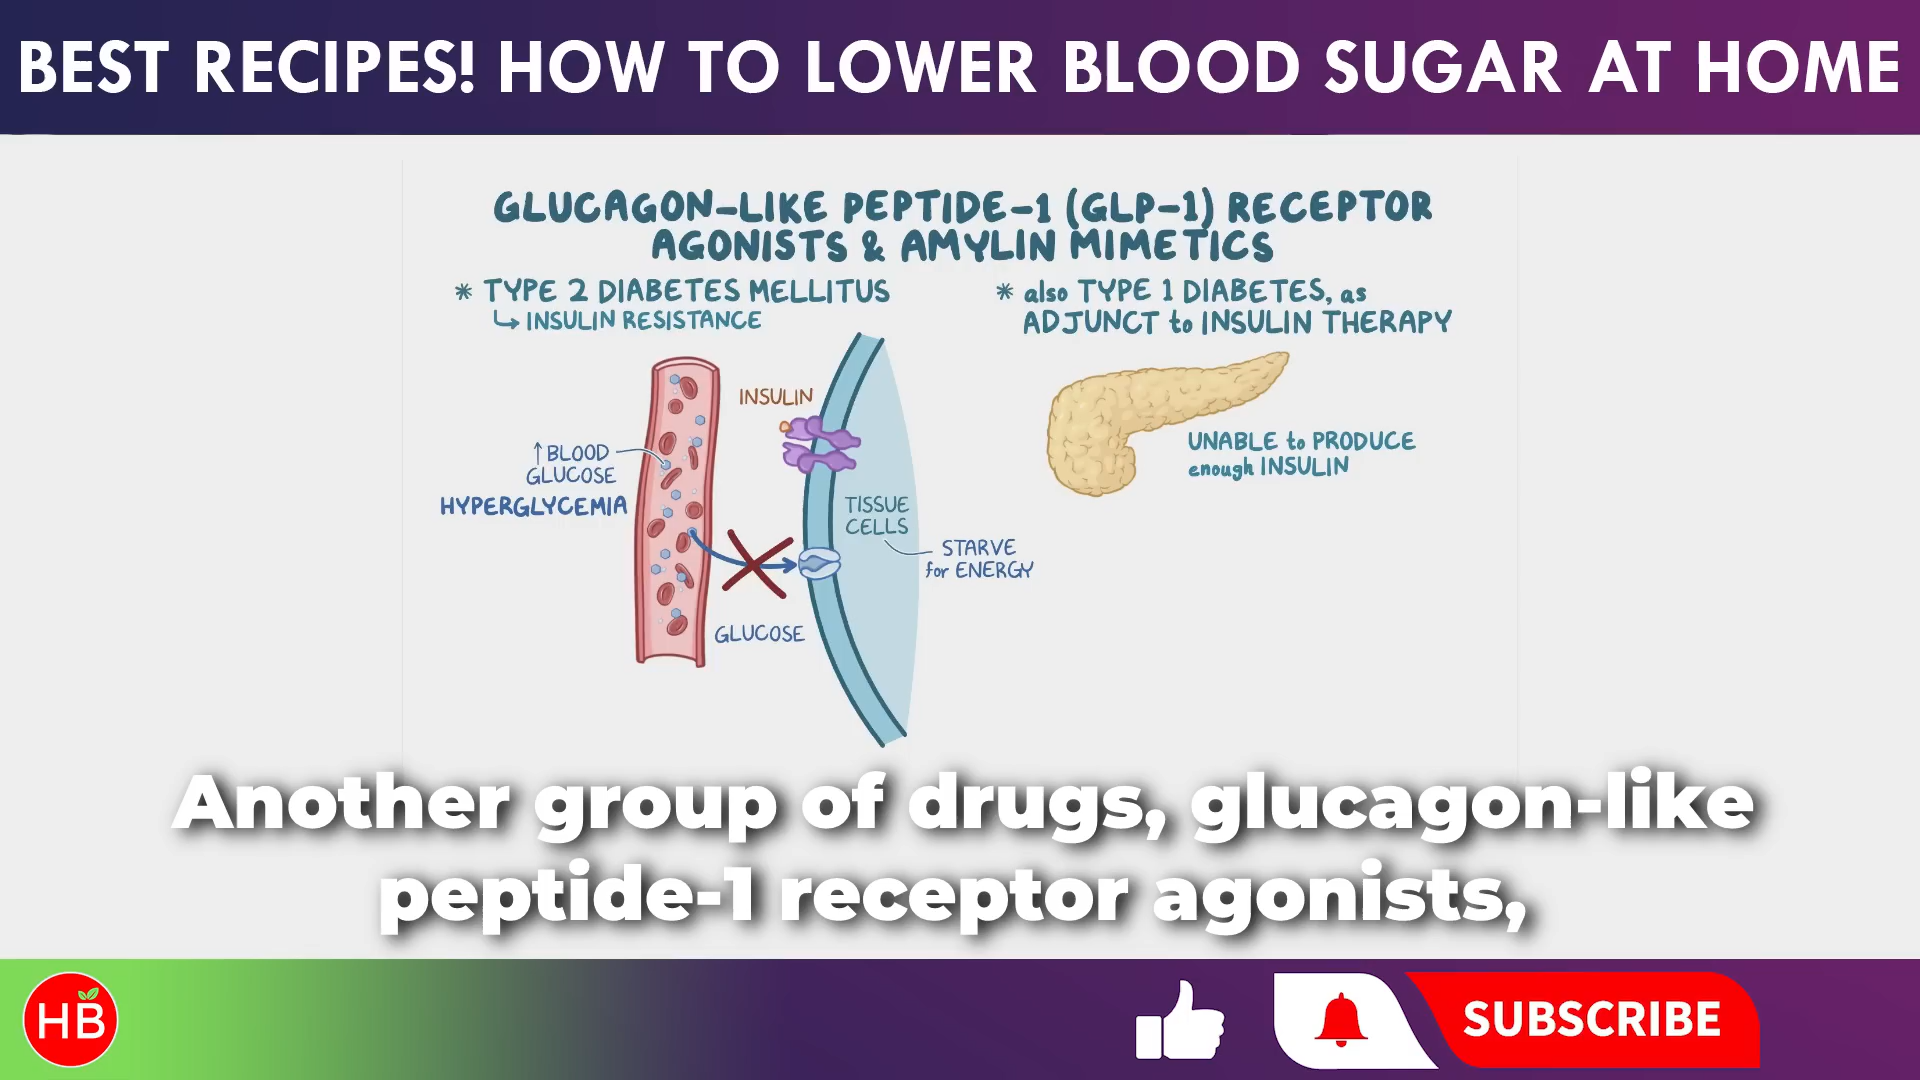 BEST RECIPES! HOW TO LOWER BLOOD SUGAR AT HOME
GLUCAGON-LIKE PEPTIDE-1 (GLP-1) RECEPTOR
AGONISTS & AMYLIN MIMETICS
* TYPE 2 DIABETES MELLITUS
↳ INSULIN RESISTANCE
* also TYPE 1 DIABETES, as
ADJUNCT to INSULIN THERAPY
INSULIN
↑ BLOOD
GLUCOSE
HYPERGLYCEMIA
TISSUE
CELLS
STARVE
for ENERGY
GLUCOSE
UNABLE to PRODUCE
enough INSULIN
Another group of drugs, glucagon-like
peptide-1 receptor agonists,
HB
SUBSCRIBE